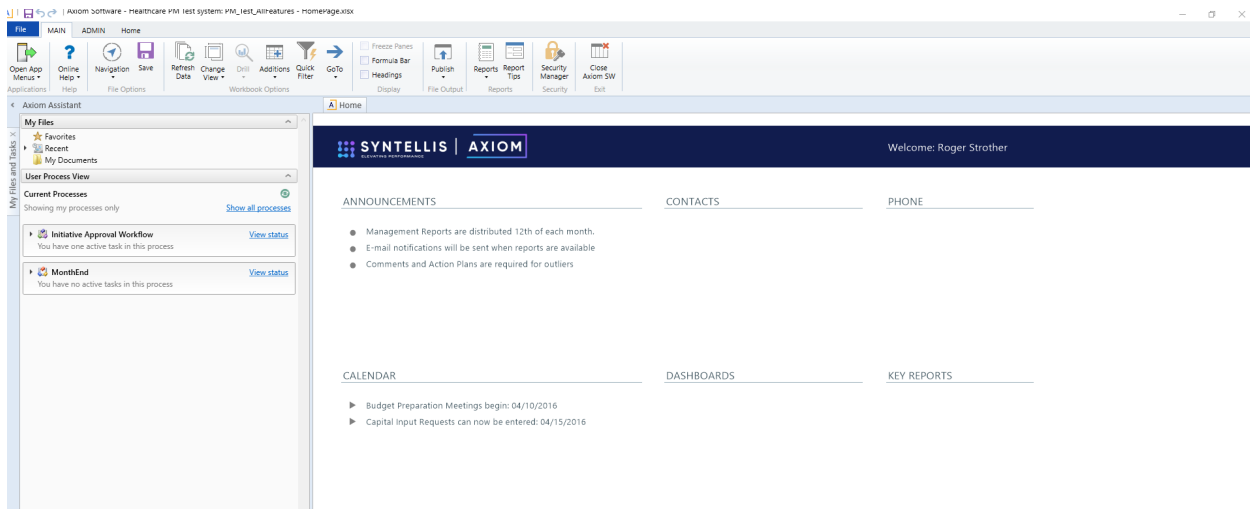 | Axiom Software - Healthcare PM Test system: PM_Test_AllFeatures - HomePage.xlsx
File MAIN ADMIN Home
Open App Menus
Online Help
Navigation
Save
Refresh Data
Change View
Drill
Additions
Quick Filter
GoTo
Freeze Panes
Formula Bar
Headings
Publish
Reports
Report Tips
Security Manager
Close Axiom SW
Applications Help File Options Workbook Options Display File Output Reports Security Exit
Axiom Assistant
A Home
My Files and Tasks
My Files
Favorites
Recent
My Documents
User Process View
Current Processes
Showing my processes only Show all processes
Initiative Approval Workflow View status
You have one active task in this process
MonthEnd View status
You have no active tasks in this process
SYNTELLIS | AXIOM
ELEVATING PERFORMANCE
Welcome: Roger Strother
ANNOUNCEMENTS
Management Reports are distributed 12th of each month.
E-mail notifications will be sent when reports are available
Comments and Action Plans are required for outliers
CONTACTS
PHONE
CALENDAR
Budget Preparation Meetings begin: 04/10/2016
Capital Input Requests can now be entered: 04/15/2016
DASHBOARDS
KEY REPORTS